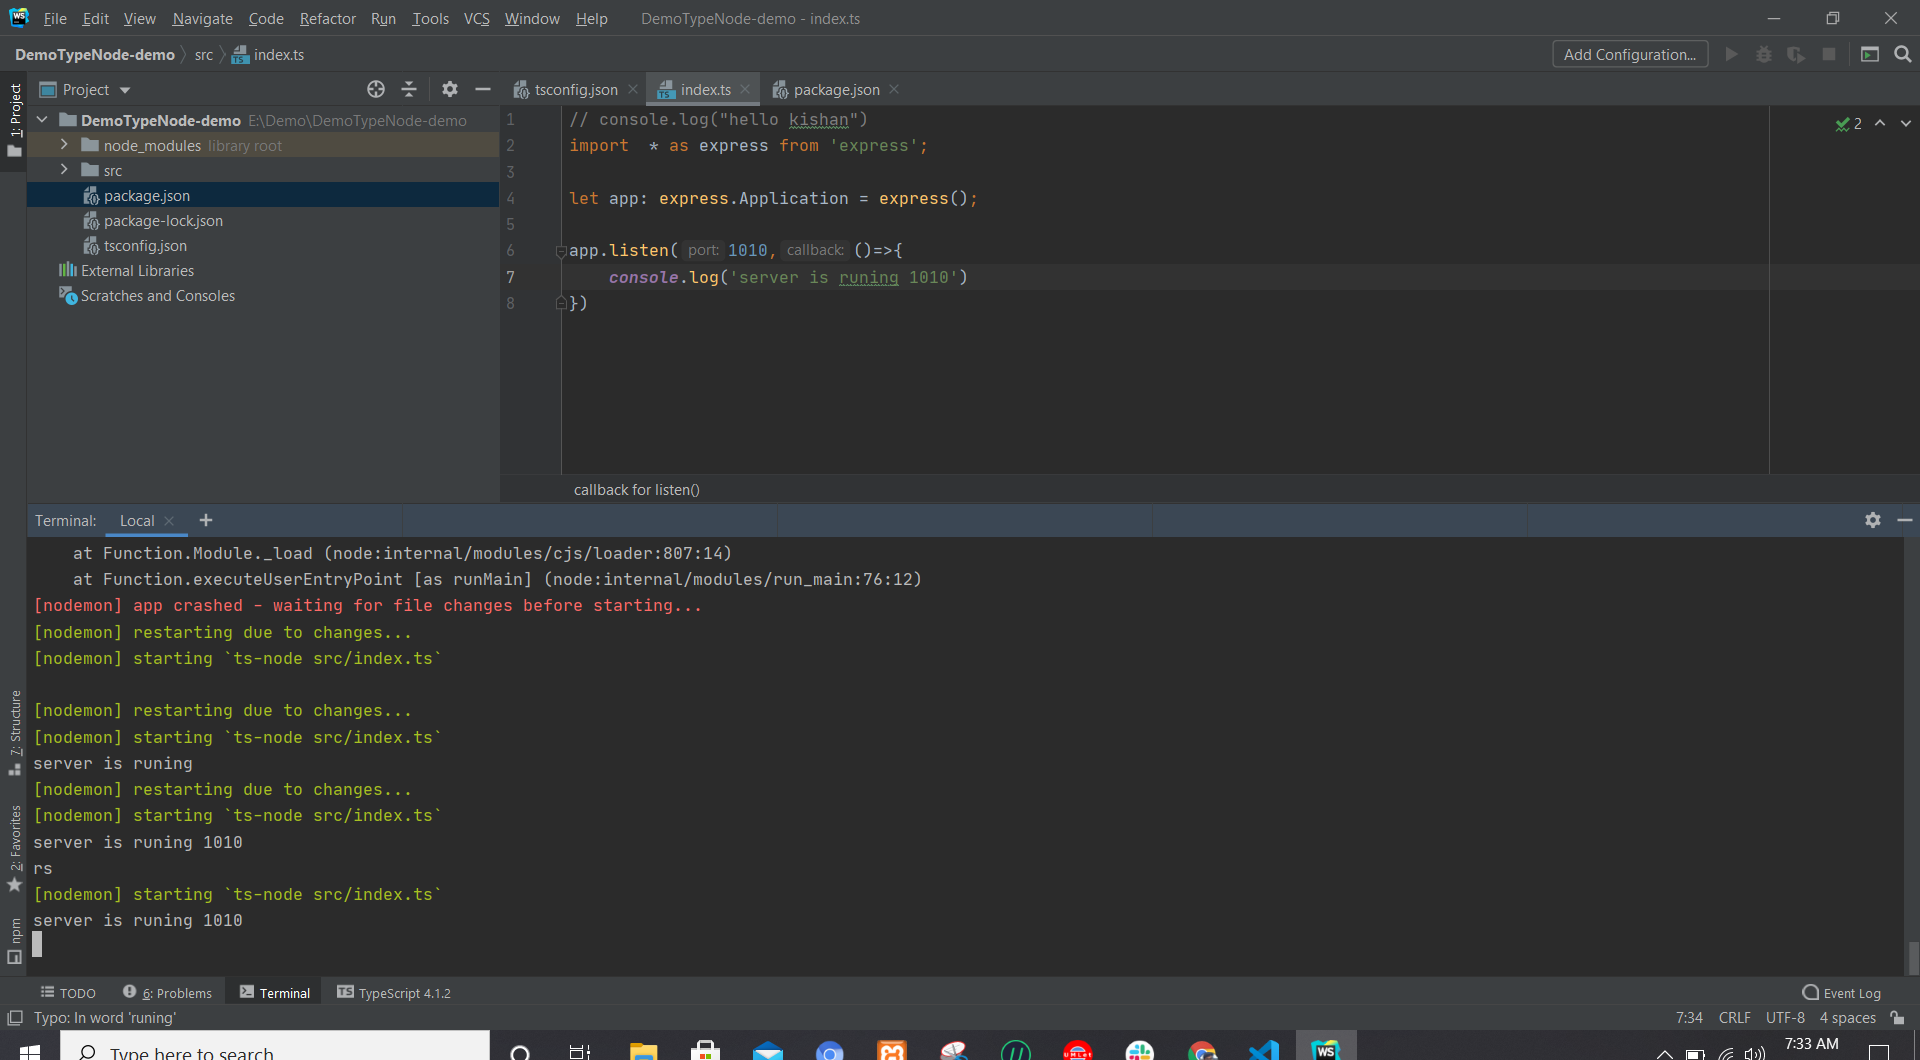 File Edit View Navigate Code Refactor Run Tools VCS Window Help DemoTypeNode-demo - index.ts
DemoTypeNode-demo src index.ts Add Configuration...
Project tsconfig.json index.ts package.json
1: Project
DemoTypeNode-demo E:\Demo\DemoTypeNode-demo
node_modules library root
src
package.json
package-lock.json
tsconfig.json
External Libraries
Scratches and Consoles
1 // console.log("hello kishan")
2 import * as express from 'express';
3
4 let app: express.Application = express();
5
6 app.listen( port: 1010, callback: ()=>{
7 console.log('server is runing 1010')
8 })
2
callback for listen()
Terminal: Local
at Function.Module._load (node:internal/modules/cjs/loader:807:14)
at Function.executeUserEntryPoint [as runMain] (node:internal/modules/run_main:76:12)
[nodemon] app crashed - waiting for file changes before starting...
[nodemon] restarting due to changes...
[nodemon] starting `ts-node src/index.ts`
[nodemon] restarting due to changes...
[nodemon] starting `ts-node src/index.ts`
server is runing
[nodemon] restarting due to changes...
[nodemon] starting `ts-node src/index.ts`
server is runing 1010
rs
[nodemon] starting `ts-node src/index.ts`
server is runing 1010
7: Structure
2: Favorites
npm
TODO 6: Problems Terminal TS TypeScript 4.1.2 Event Log
Typo: In word 'runing' 7:34 CRLF UTF-8 4 spaces
Type here to search 7:33 AM